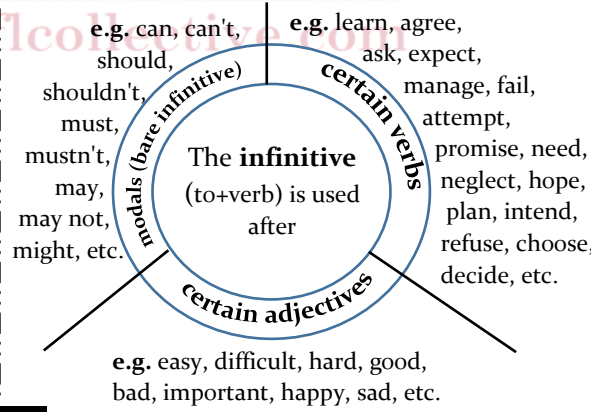 flcollective.com
e.g. can, can't,
should,
shouldn't,
must,
mustn't,
may,
may not,
might, etc.
modals (bare infinitive)
e.g. learn, agree,
ask, expect,
manage, fail,
attempt,
promise, need,
neglect, hope,
plan, intend,
refuse, choose,
decide, etc.
certain verbs
The infinitive
(to+verb) is used
after
certain adjectives
e.g. easy, difficult, hard, good,
bad, important, happy, sad, etc.